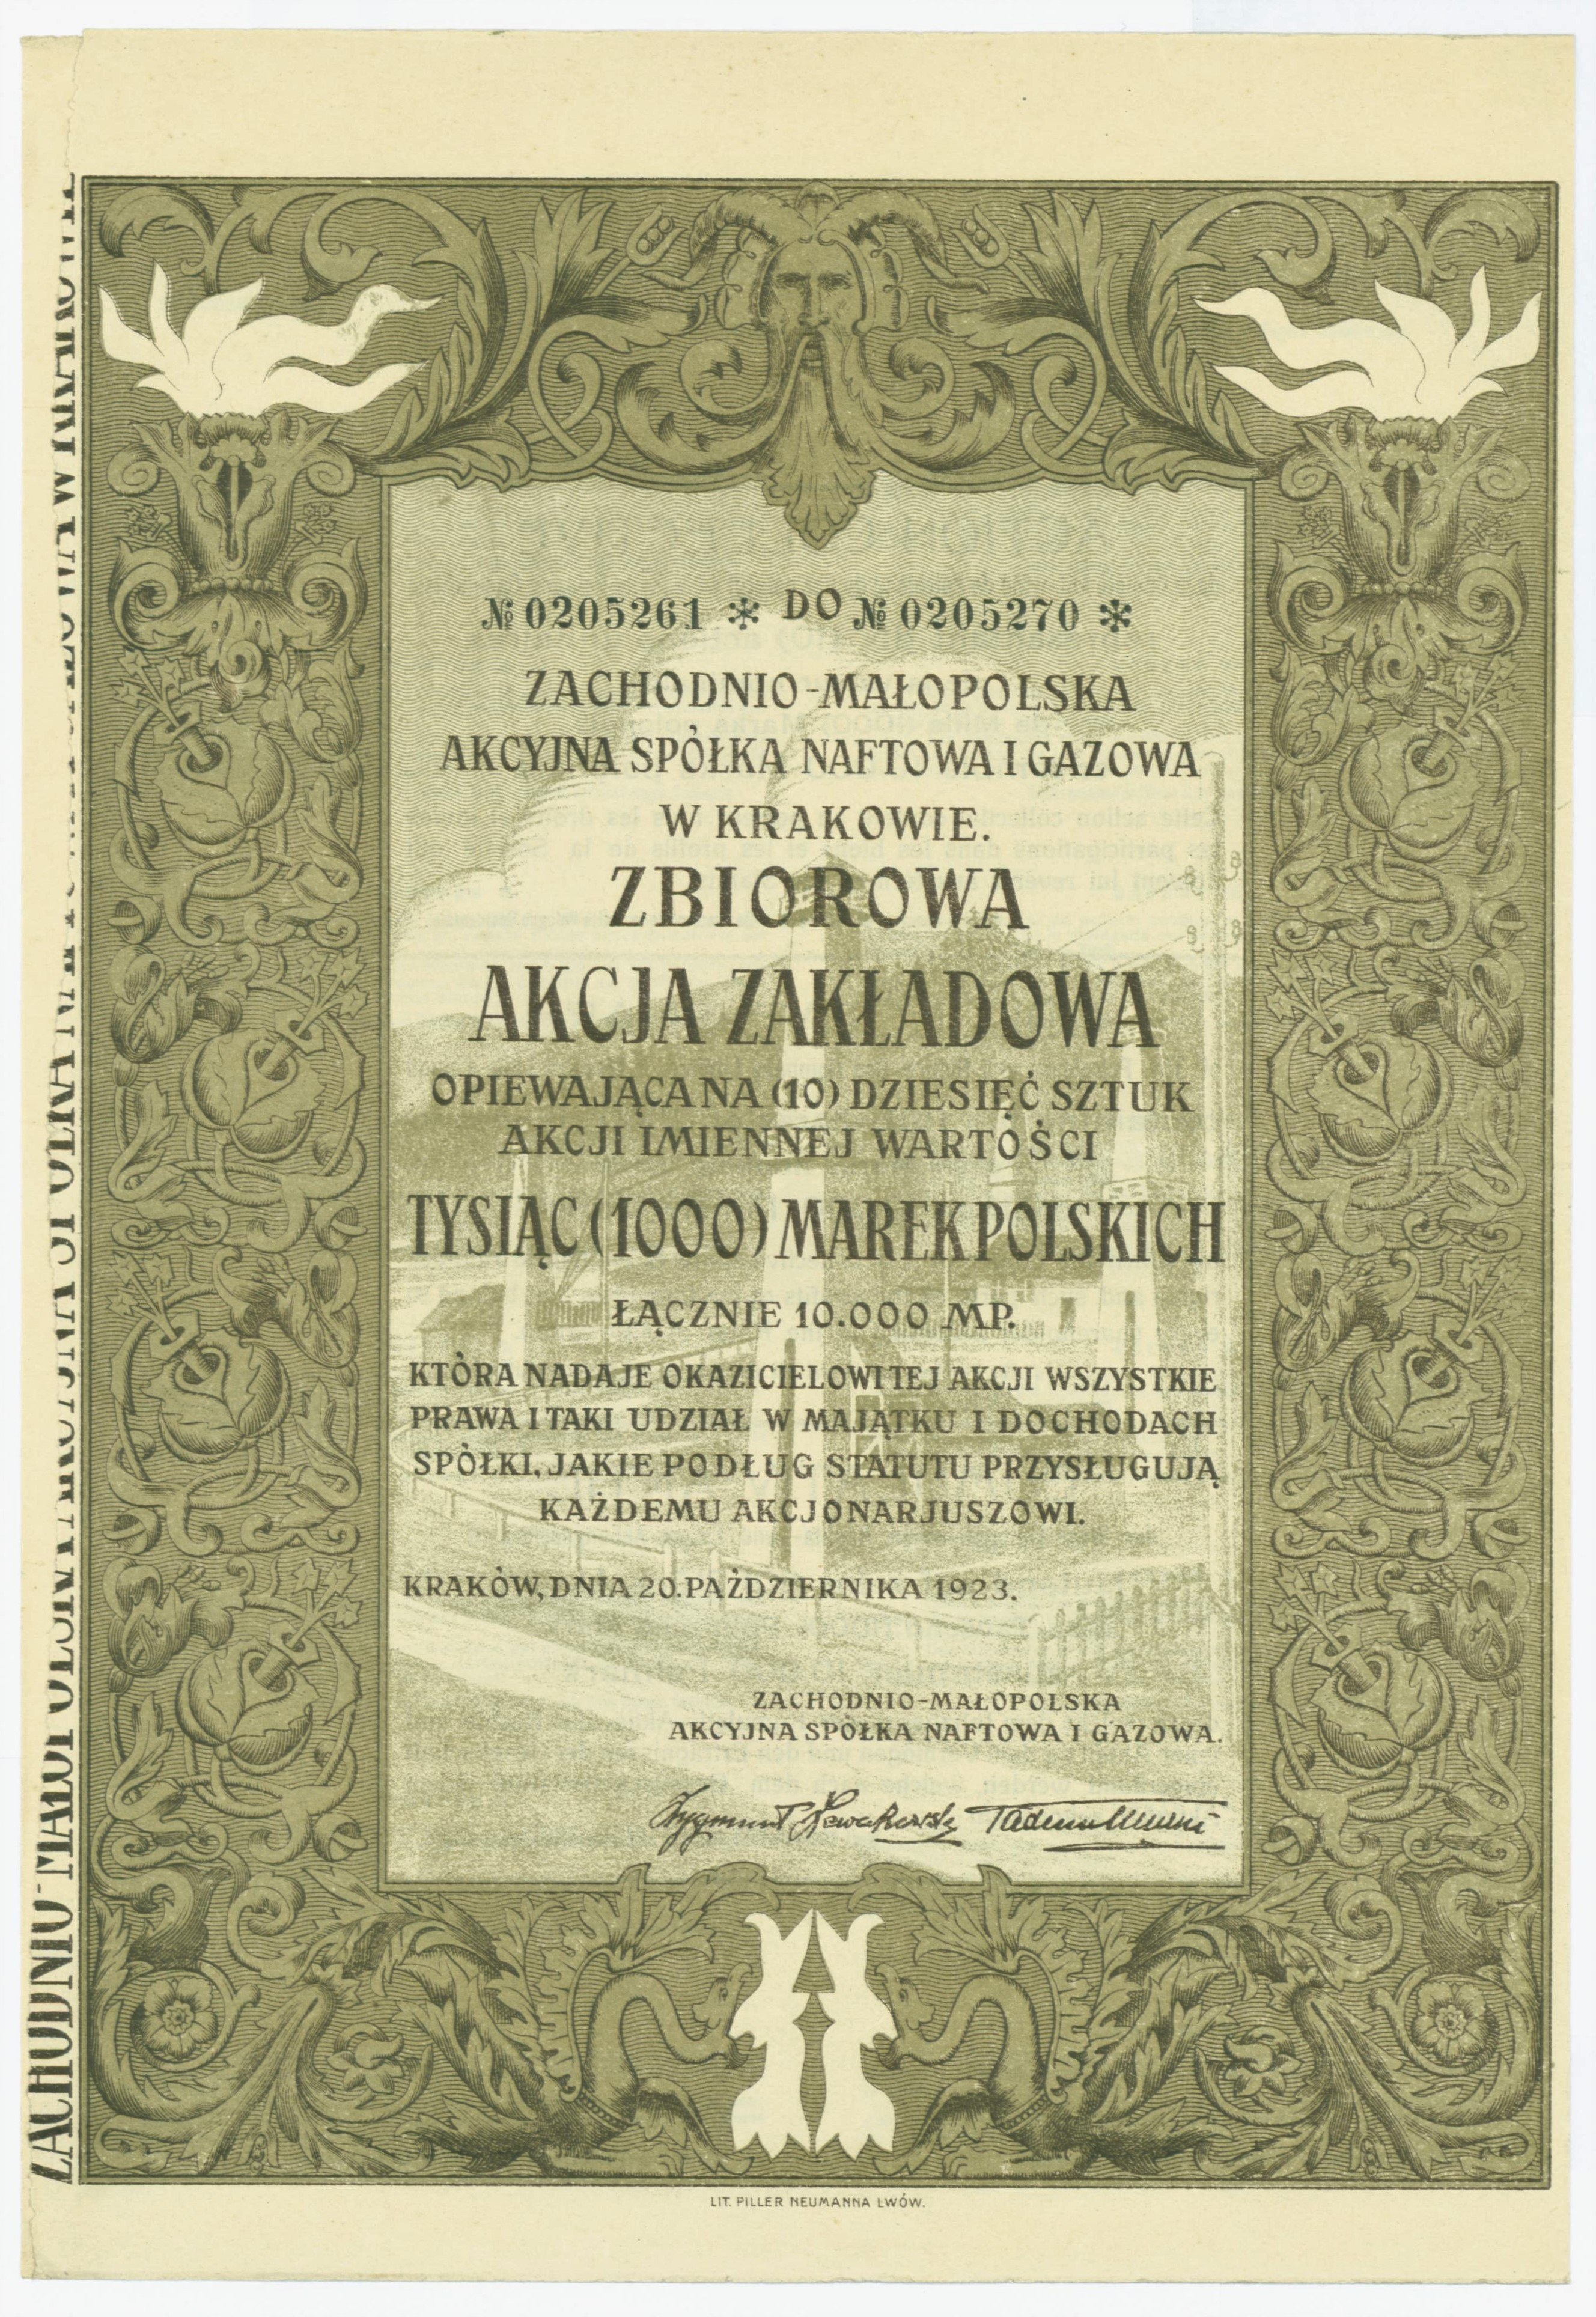 № 0205261 * DO № 0205270 *
ZACHODNIO-MAŁOPOLSKA
AKCYJNA SPÓŁKA NAFTOWA I GAZOWA
W KRAKOWIE.
ZBIOROWA
AKCJA ZAKŁADOWA
OPIEWAJĄCA NA (10) DZIESIĘĆ SZTUK
AKCJI IMIENNEJ WARTOŚCI
TYSIĄC (1000) MAREK POLSKICH
ŁĄCZNIE 10.000 MP.
KTÓRA NADAJE OKAZICIELOWI TEJ AKCJI WSZYSTKIE
PRAWA I TAKI UDZIAŁ W MAJĄTKU I DOCHODACH
SPÓŁKI, JAKIE PODŁUG STATUTU PRZYSŁUGUJĄ
KAŻDEMU AKCJONARJUSZOWI.
KRAKÓW, DNIA 20. PAŹDZIERNIKA 1923.
ZACHODNIO-MAŁOPOLSKA
AKCYJNA SPÓŁKA NAFTOWA I GAZOWA.
Zygmunt
LIT. PILLER NEUMANNA LWÓW.
ZACHODNIO-MAŁOPOLSKA AKCYJNA SPÓŁKA